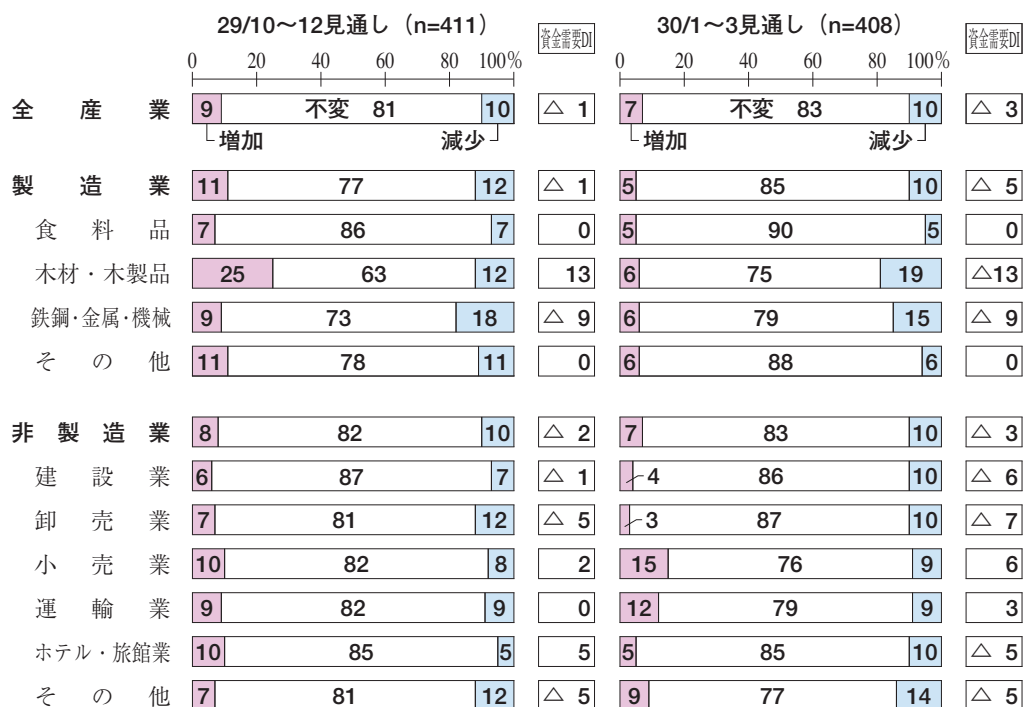 29/10～12見通し（n=411） 資金需要DI 30/1～3見通し（n=408） 資金需要DI
0 20 40 60 80 100% 0 20 40 60 80 100%
全産業 9 不変 81 10 △ 1 7 不変 83 10 △ 3
増加 減少 増加 減少
製造業 11 77 12 △ 1 5 85 10 △ 5
食料品 7 86 7 0 5 90 5 0
木材・木製品 25 63 12 13 6 75 19 △13
鉄鋼・金属・機械 9 73 18 △ 9 6 79 15 △ 9
その他 11 78 11 0 6 88 6 0
非製造業 8 82 10 △ 2 7 83 10 △ 3
建設業 6 87 7 △ 1 4 86 10 △ 6
卸売業 7 81 12 △ 5 3 87 10 △ 7
小売業 10 82 8 2 15 76 9 6
運輸業 9 82 9 0 12 79 9 3
ホテル・旅館業 10 85 5 5 5 85 10 △ 5
その他 7 81 12 △ 5 9 77 14 △ 5